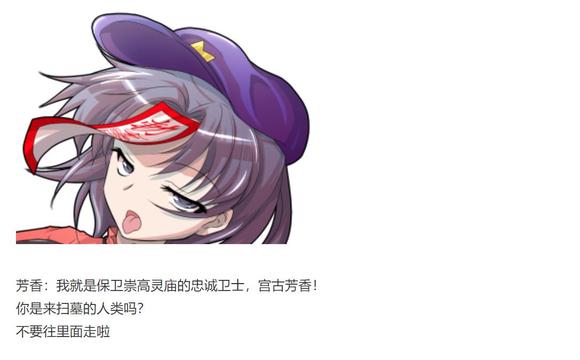 芳香：我就是保卫崇高灵庙的忠诚卫士，宫古芳香！
你是来扫墓的人类吗？
不要往里面走啦